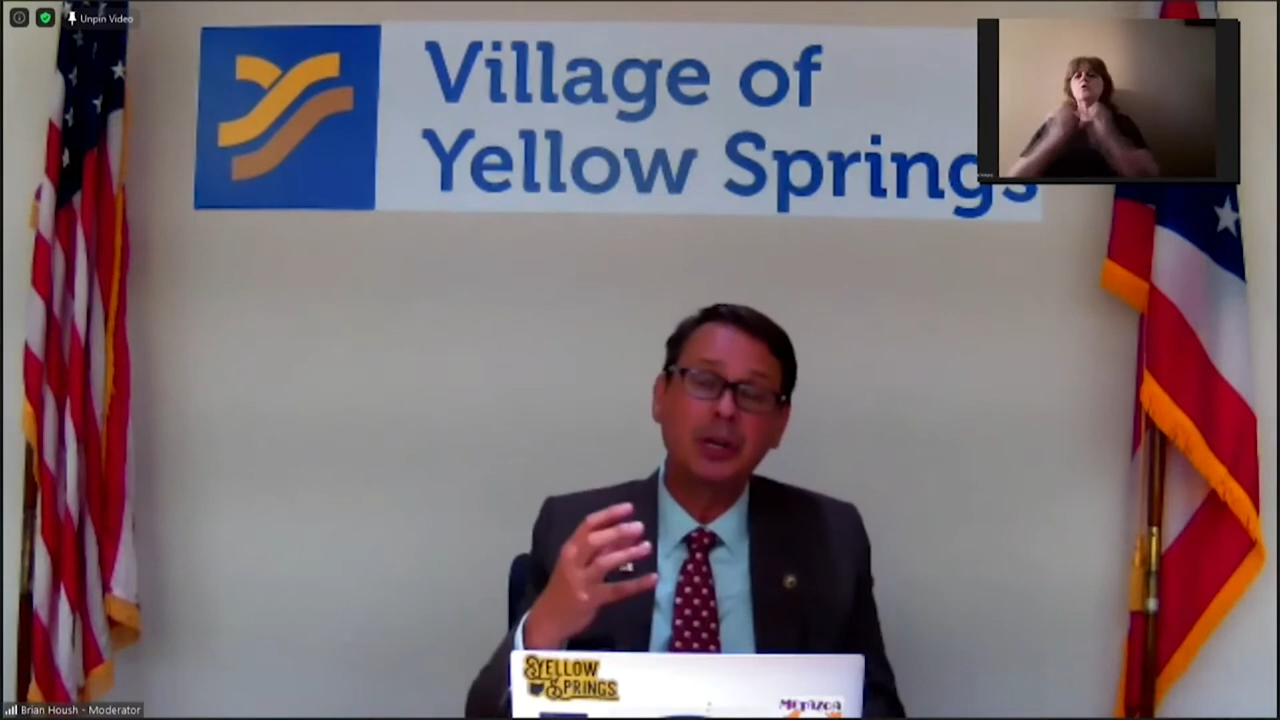 Unpin Video
Village of
Yellow Springs
YELLOW
SPRINGS
Brian Housh - Moderator